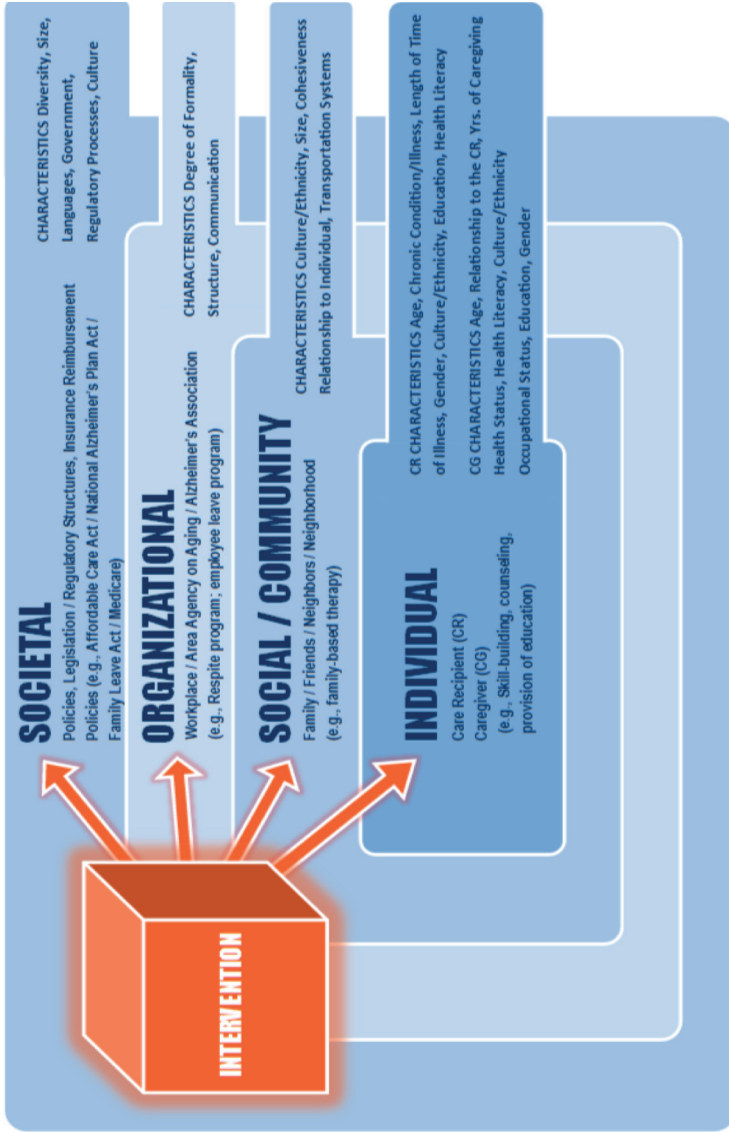 INTERVENTION
SOCIETAL
Policies, Legislation / Regulatory Structures, Insurance Reimbursement
Policies (e.g., Affordable Care Act / National Alzheimer's Plan Act /
Family Leave Act / Medicare)
CHARACTERISTICS Diversity, Size,
Languages, Government,
Regulatory Processes, Culture
ORGANIZATIONAL
Workplace / Area Agency on Aging / Alzheimer's Association
(e.g., Respite program; employee leave program)
CHARACTERISTICS Degree of Formality,
Structure, Communication
SOCIAL / COMMUNITY
Family / Friends / Neighbors / Neighborhood
(e.g., family-based therapy)
CHARACTERISTICS Culture/Ethnicity, Size, Cohesiveness
Relationship to Individual, Transportation Systems
INDIVIDUAL
Care Recipient (CR)
Caregiver (CG)
(e.g., Skill-building, counseling,
provision of education)
CR CHARACTERISTICS Age, Chronic Condition/Illness, Length of Time
of Illness, Gender, Culture/Ethnicity, Education, Health Literacy
CG CHARACTERISTICS Age, Relationship to the CR, Yrs. of Caregiving
Health Status, Health Literacy, Culture/Ethnicity
Occupational Status, Education, Gender